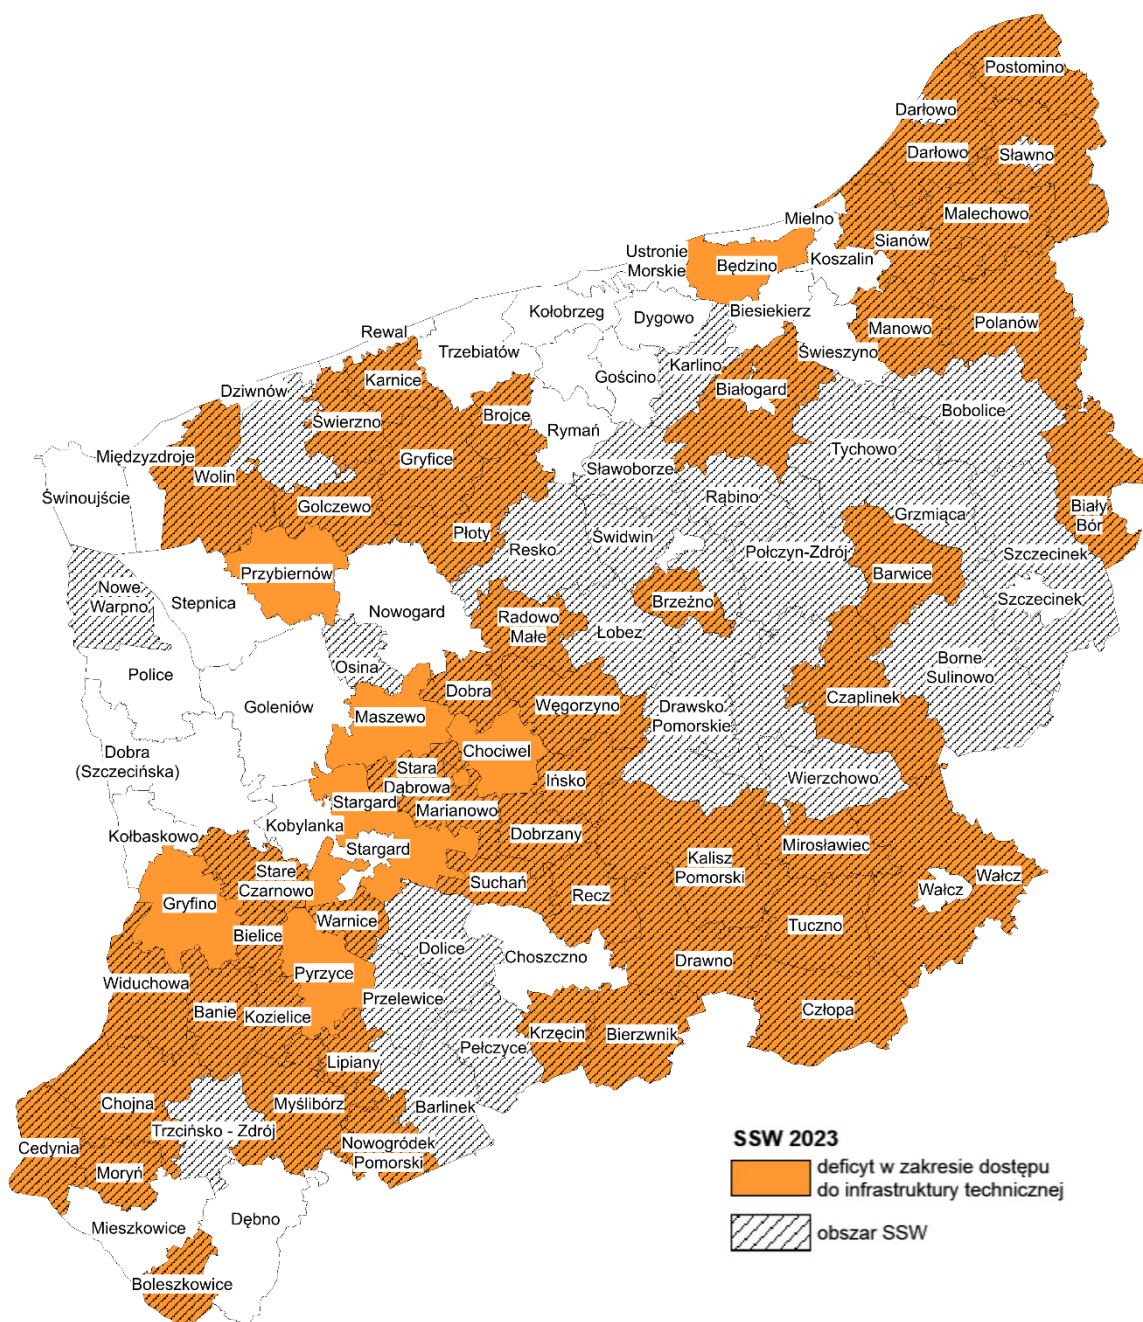 Postomino
Darłowo
Darłowo
Sławno
Mielno
Malechowo
Sianów
Ustronie
Morskie
Będzino
Koszalin
Kołobrzeg
Dygowo
Biesiekierz
Manowo
Polanów
Rewal
Trzebiatów
Świeszyno
Karlino
Gościno
Dziwnów
Karnice
Białogard
Brojce
Świerzno
Bobolice
Rymań
Tychowo
Międzyzdroje
Gryfice
Wolin
Sławoborze
Świnoujście
Rąbino
Golczewo
Biały
Bór
Grzmiąca
Płoty
Świdwin
Resko
Połczyn-Zdrój
Szczecinek
Przybiernów
Barwice
Nowe
Warpno
Stepnica
Brzeżno
Szczecinek
Nowogard
Radowo
Małe
Łobez
Osina
Borne
Sulinowo
Police
Dobra
Czaplinek
Goleniów
Węgorzyno
Drawsko
Pomorskie
Maszewo
Chociwel
Dobra
(Szczecińska)
Stara
Dąbrowa
Ińsko
Wierzchowo
Stargard
Marianowo
Kobylanka
Kołbaskowo
Dobrzany
Mirosławiec
Stargard
Kalisz
Pomorski
Stare
Czarnowo
Suchań
Wałcz
Wałcz
Recz
Gryfino
Warnice
Tuczno
Bielice
Dolice
Choszczno
Drawno
Pyrzyce
Widuchowa
Przelewice
Banie
Kozielice
Człopa
Krzęcin
Bierzwnik
Pełczyce
Lipiany
Chojna
Myślibórz
Barlinek
Trzcińsko - Zdrój
Cedynia
Nowogródek
Pomorski
Moryń
Mieszkowice
Dębno
Boleszkowice
SSW 2023
deficyt w zakresie dostępu
do infrastruktury technicznej
obszar SSW